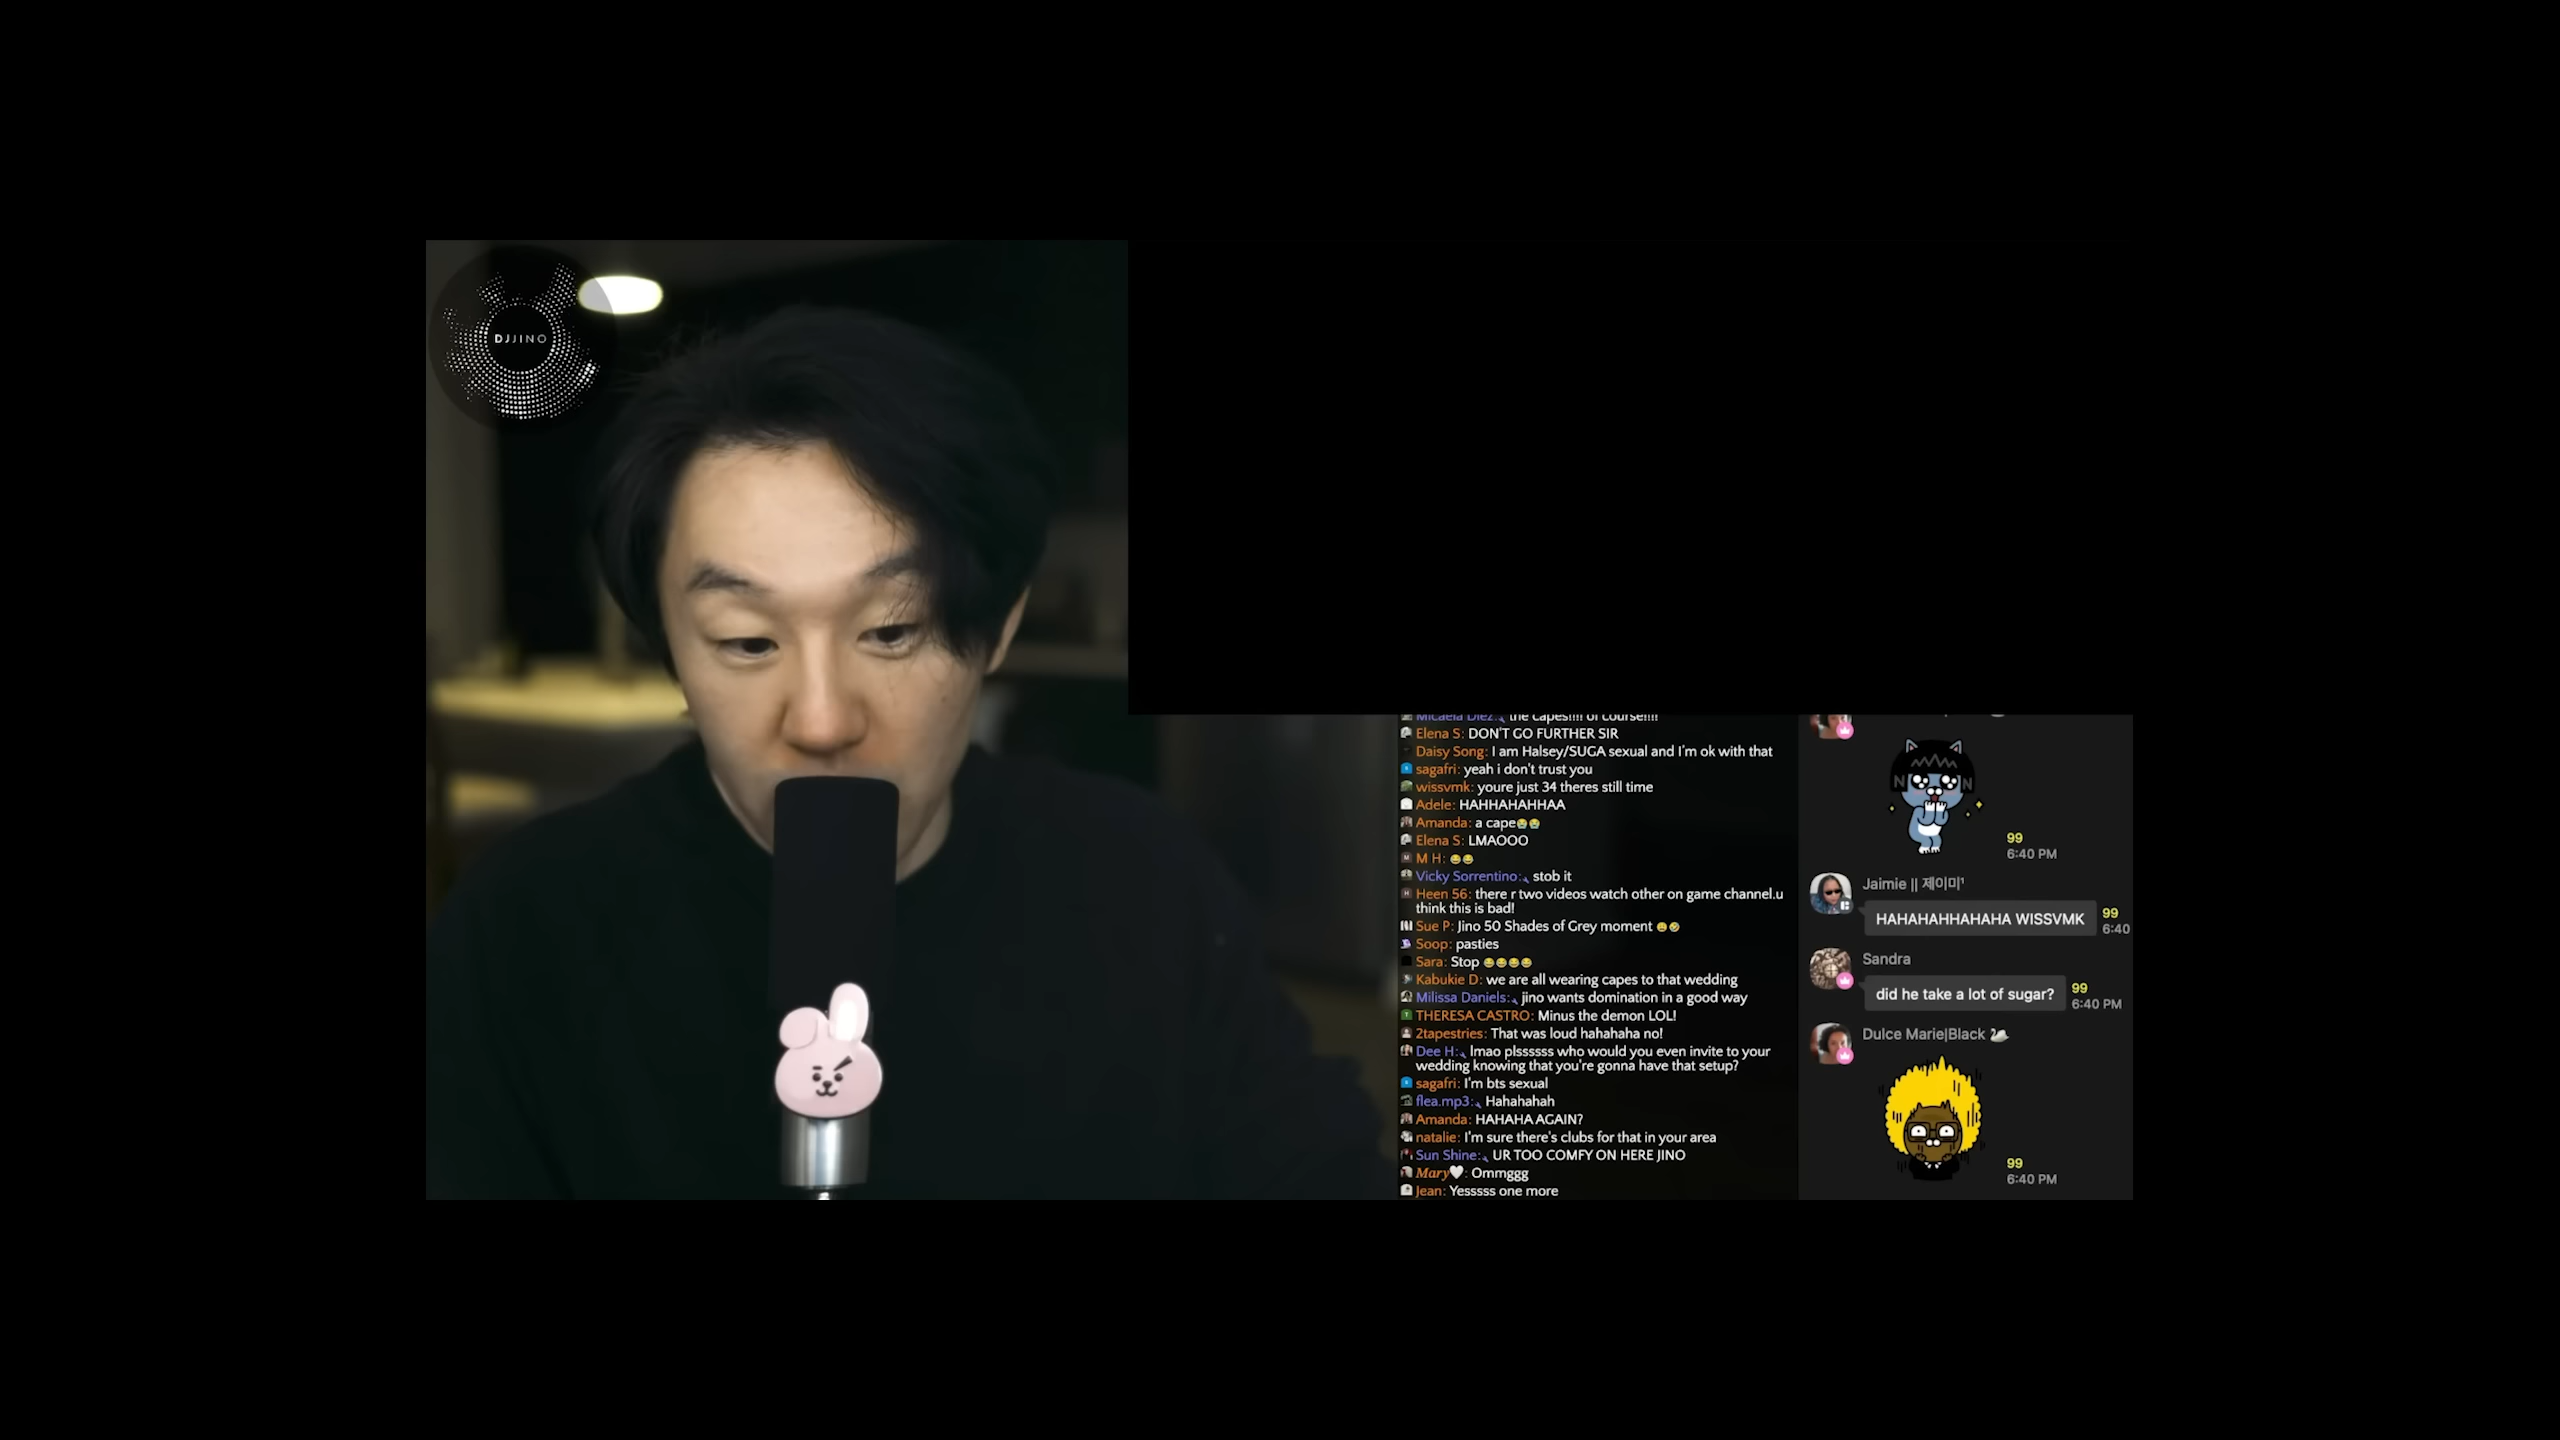 DJJINO
Micaela Diez: the capes!!!! of course!!!!
Elena S: DON'T GO FURTHER SIR
Daisy Song: I am Halsey/SUGA sexual and I'm ok with that
sagafri: yeah i don't trust you
wissvmk: youre just 34 theres still time
Adele: HAHHAHAHHAA
Amanda: a cape😭😭
Elena S: LMAOOO
M H: 😂😂
Vicky Sorrentino: stob it
Heen 56: there r two videos watch other on game channel.u
think this is bad!
Sue P: Jino 50 Shades of Grey moment
Soop: pasties
Sara: Stop 😂😂😂😂
Kabukie D: we are all wearing capes to that wedding
Milissa Daniels: jino wants domination in a good way
THERESA CASTRO: Minus the demon LOL!
2tapestries: That was loud hahahaha no!
Dee H: lmao plssssss who would you even invite to your
wedding knowing that you're gonna have that setup?
sagafri: I'm bts sexual
flea.mp3: Hahahahah
Amanda: HAHAHA AGAIN?
natalie: I'm sure there's clubs for that in your area
Sun Shine: UR TOO COMFY ON HERE JINO
Mary🤍: Ommggg
Jean: Yesssss one more
N N
99
6:40 PM
Jaimie || 제이미¹
HAHAHAHHAHAHA WISSVMK
99
6:40
Sandra
did he take a lot of sugar?
99
6:40 PM
Dulce Marie|Black 🦢
99
6:40 PM